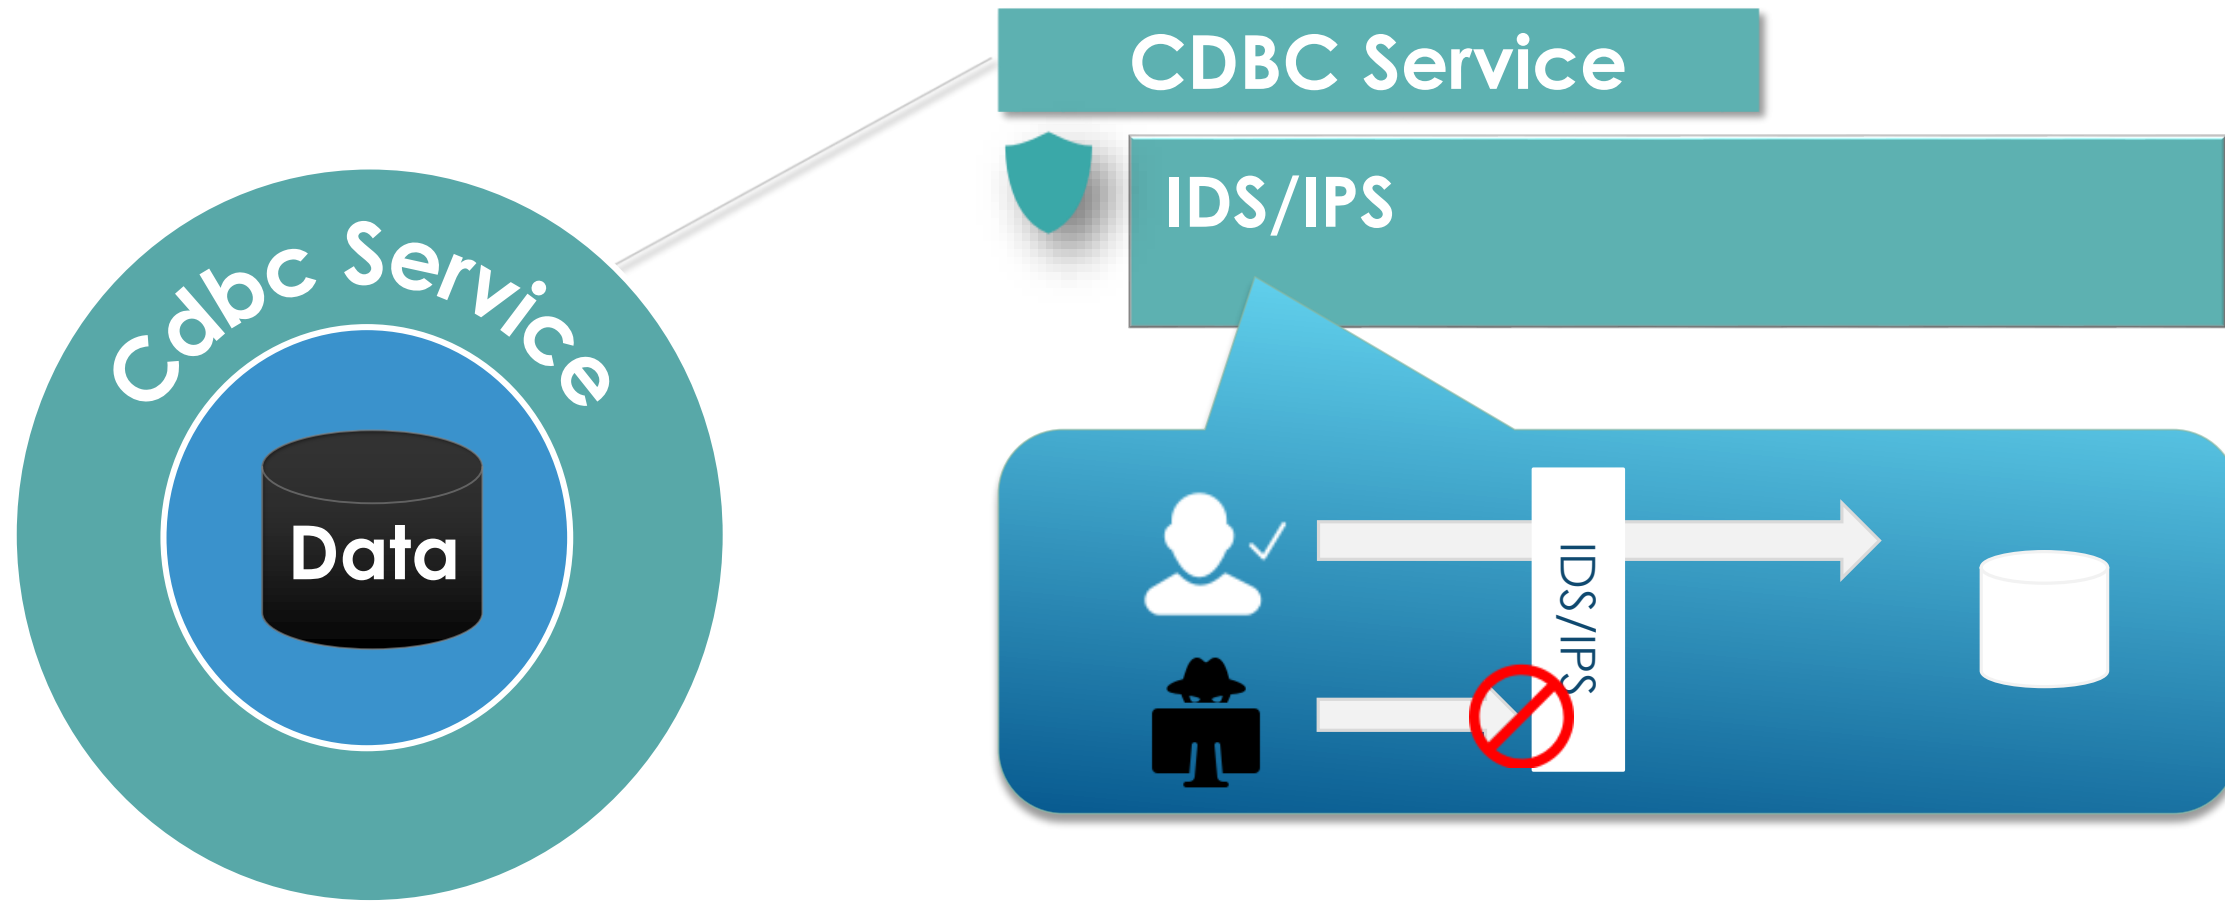 CDBC Service
IDS/IPS
Cdbc Service
Data
IDS/IPS